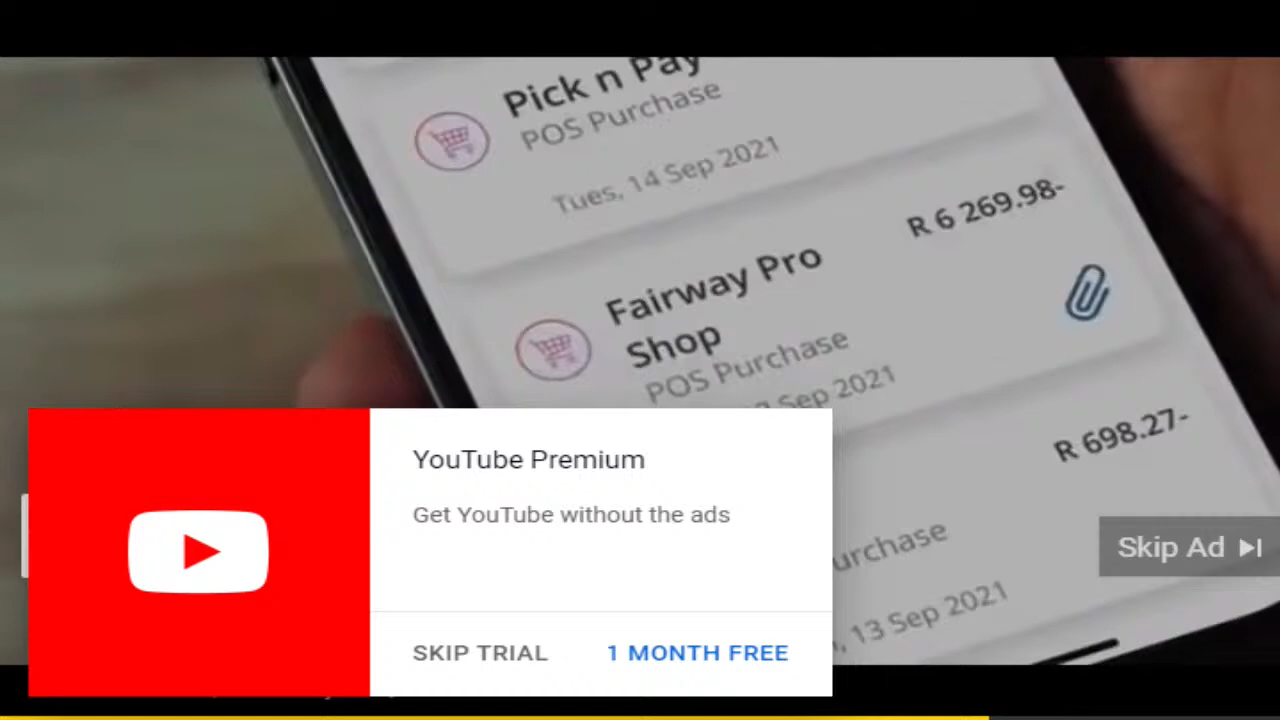 Pick n Pay
POS Purchase
Tues, 14 Sep 2021
R 6 269.98-
Fairway Pro
Shop
POS Purchase
Sep 2021
R 698.27-
YouTube Premium
Get YouTube without the ads
urchase
Skip Ad
13 Sep 2021
SKIP TRIAL
1 MONTH FREE